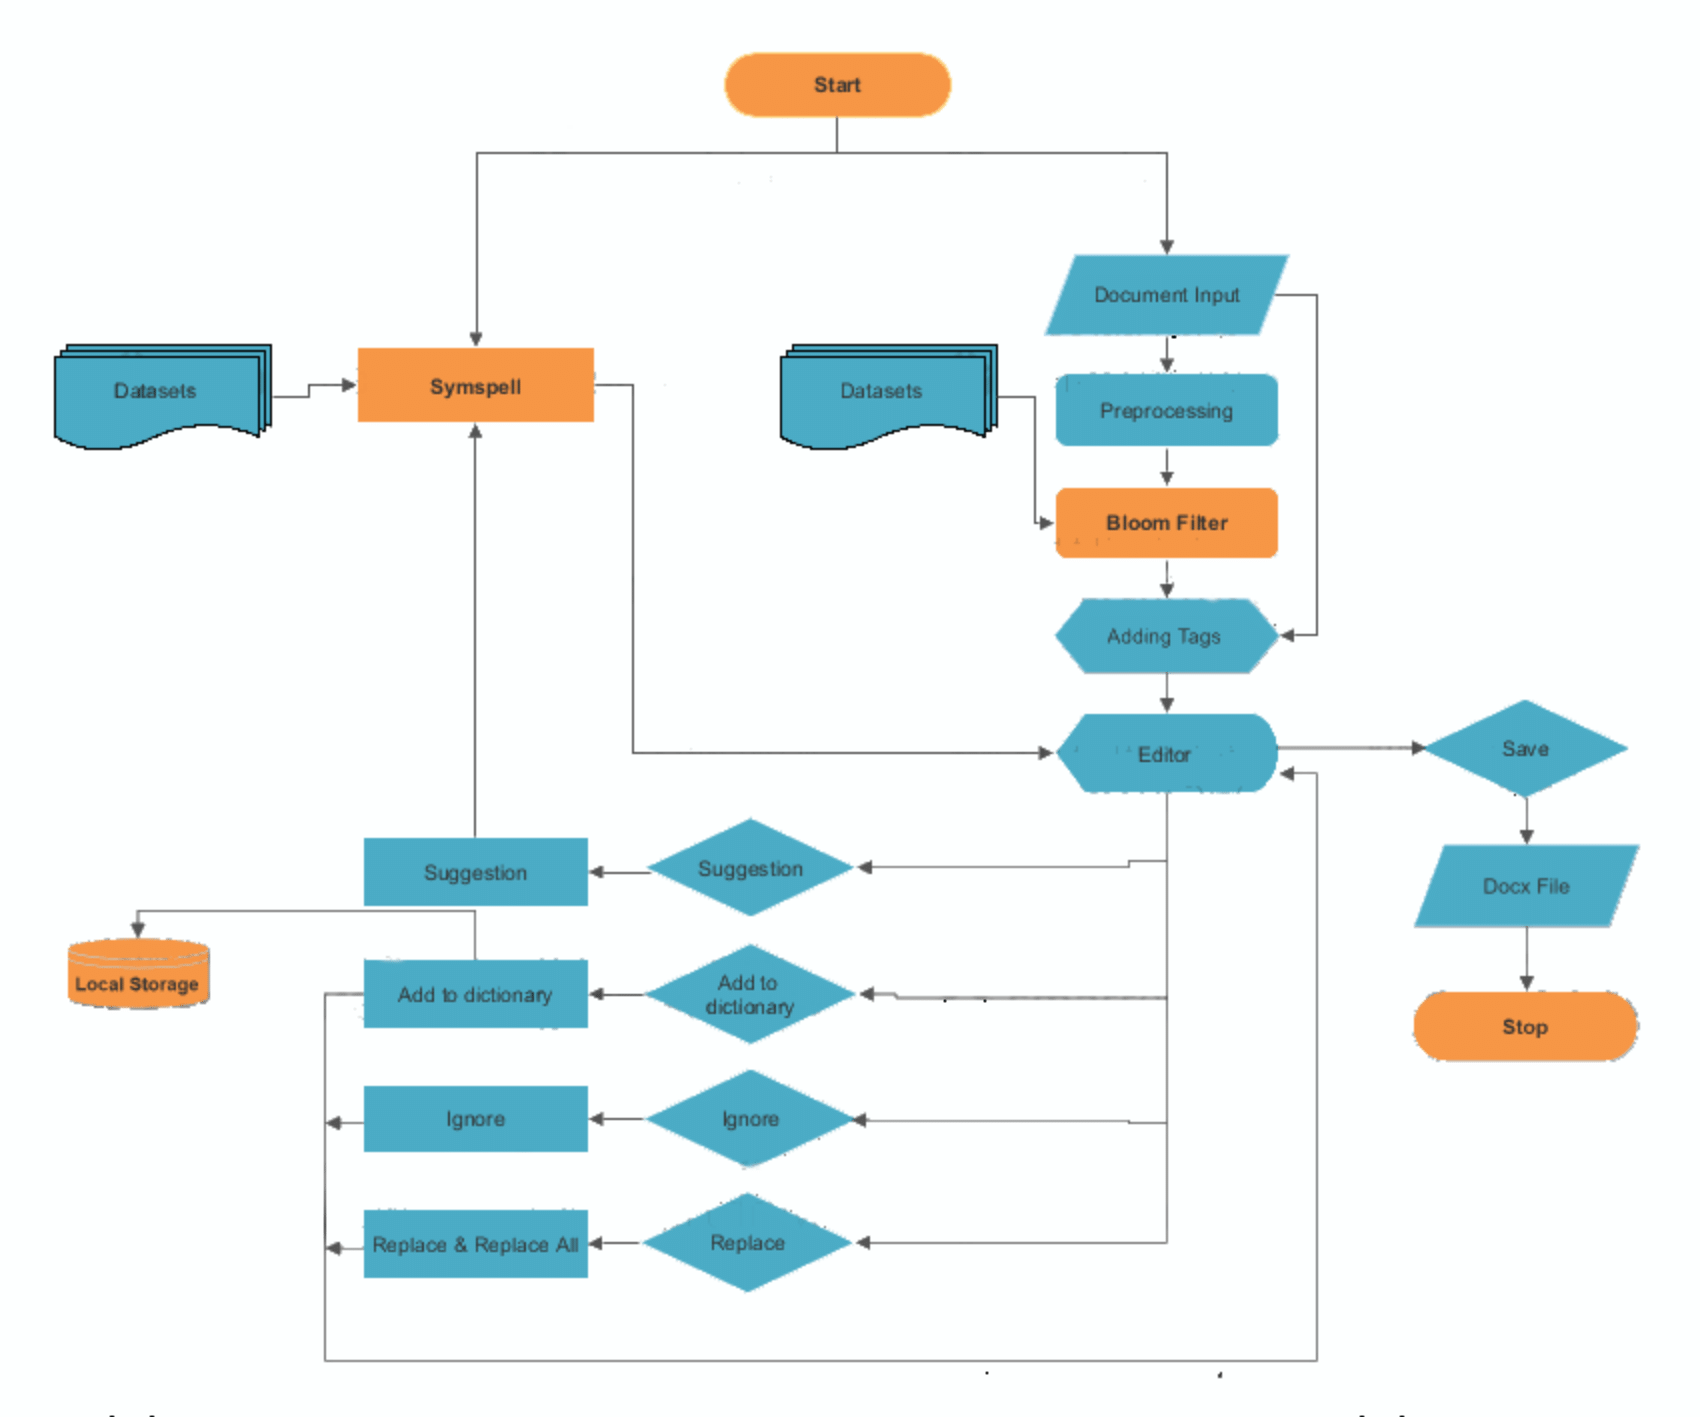 Start
Document Input
Datasets
Symspell
Datasets
Preprocessing
Bloom Filter
Adding Tags
Editor
Save
Suggestion
Suggestion
Docx File
Local Storage
Add to dictionary
Add to
dictionary
Stop
Ignore
Ignore
Replace & Replace All
Replace